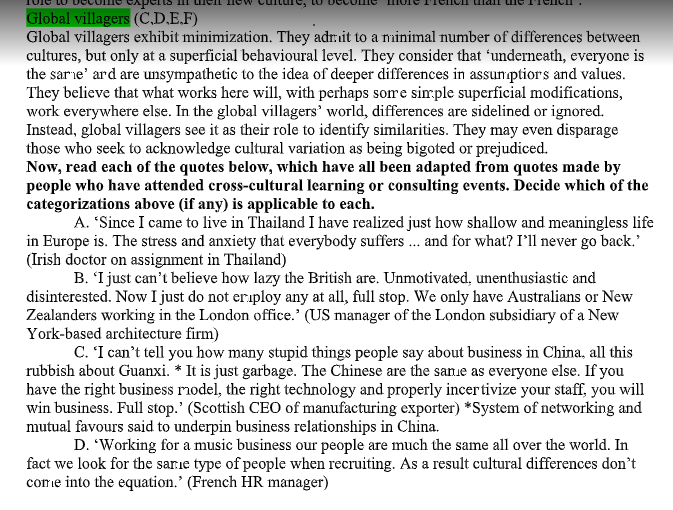 role to become experts in their new culture, to become 'more French than the French'.
Global villagers (C,D,E,F)
Global villagers exhibit minimization. They admit to a minimal number of differences between
cultures, but only at a superficial behavioural level. They consider that ‘underneath, everyone is
the same’ and are unsympathetic to the idea of deeper differences in assumptions and values.
They believe that what works here will, with perhaps some simple superficial modifications,
work everywhere else. In the global villagers’ world, differences are sidelined or ignored.
Instead, global villagers see it as their role to identify similarities. They may even disparage
those who seek to acknowledge cultural variation as being bigoted or prejudiced.
Now, read each of the quotes below, which have all been adapted from quotes made by
people who have attended cross-cultural learning or consulting events. Decide which of the
categorizations above (if any) is applicable to each.
A. ‘Since I came to live in Thailand I have realized just how shallow and meaningless life
in Europe is. The stress and anxiety that everybody suffers ... and for what? I’ll never go back.’
(Irish doctor on assignment in Thailand)
B. ‘I just can’t believe how lazy the British are. Unmotivated, unenthusiastic and
disinterested. Now I just do not employ any at all, full stop. We only have Australians or New
Zealanders working in the London office.’ (US manager of the London subsidiary of a New
York-based architecture firm)
C. ‘I can’t tell you how many stupid things people say about business in China, all this
rubbish about Guanxi. * It is just garbage. The Chinese are the same as everyone else. If you
have the right business model, the right technology and properly incentivize your staff, you will
win business. Full stop.’ (Scottish CEO of manufacturing exporter) *System of networking and
mutual favours said to underpin business relationships in China.
D. ‘Working for a music business our people are much the same all over the world. In
fact we look for the same type of people when recruiting. As a result cultural differences don’t
come into the equation.’ (French HR manager)